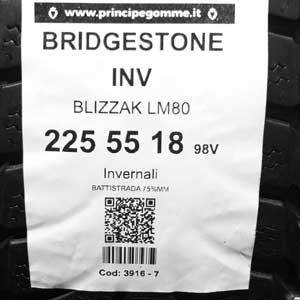 www.principegomme.it
BRIDGESTONE
INV
BLIZZAK LM80
225 55 18 98V
Invernali
BATTISTRADA 75%MM
Cod: 3916 - 7